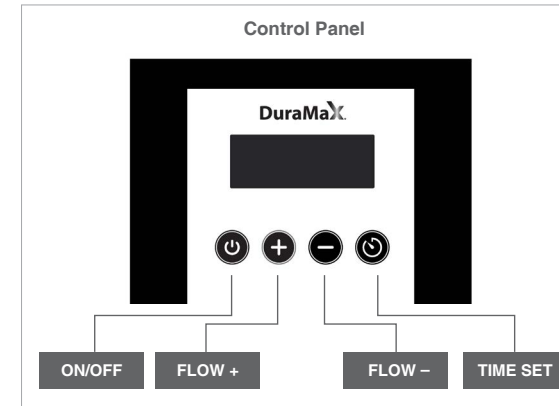 Control Panel
DuraMaX
ON/OFF
FLOW +
FLOW –
TIME SET